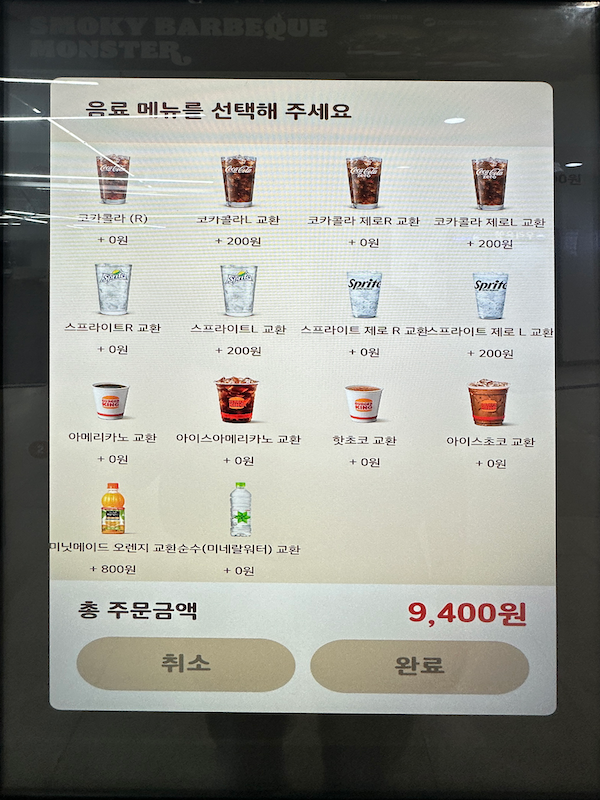 SMOKY BARBEQUE
MONSTER
음료 메뉴를 선택해 주세요
코카콜라 (R)
코카콜라L 교환
코카콜라 제로R 교환
코카콜라 제로L 교환
+ 0원
+ 200원
+ 0원
+ 200원
스프라이트R 교환
스프라이트L 교환
스프라이트 제로 R 교환
스프라이트 제로 L 교환
+ 0원
+ 200원
+ 0원
+ 200원
아메리카노 교환
아이스아메리카노 교환
핫초코 교환
아이스초코 교환
+ 0원
+ 0원
+ 0원
+ 0원
미닛메이드 오렌지 교환
순수(미네랄워터) 교환
+ 800원
+ 0원
총 주문금액
9,400원
취소
완료